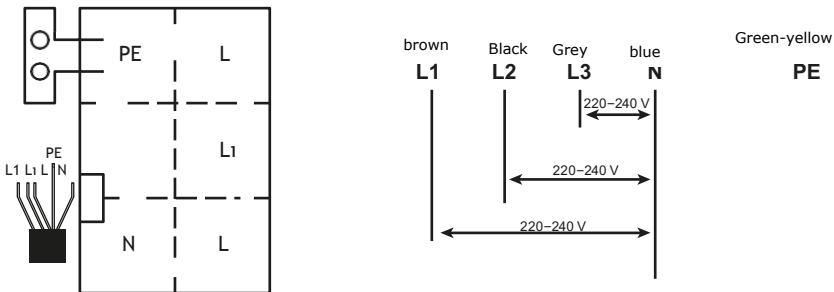 PE L
L1
N L
PE
L1 L1 L N
brown Black Grey blue Green-yellow
L1 L2 L3 N PE
220–240 V
220–240 V
220–240 V